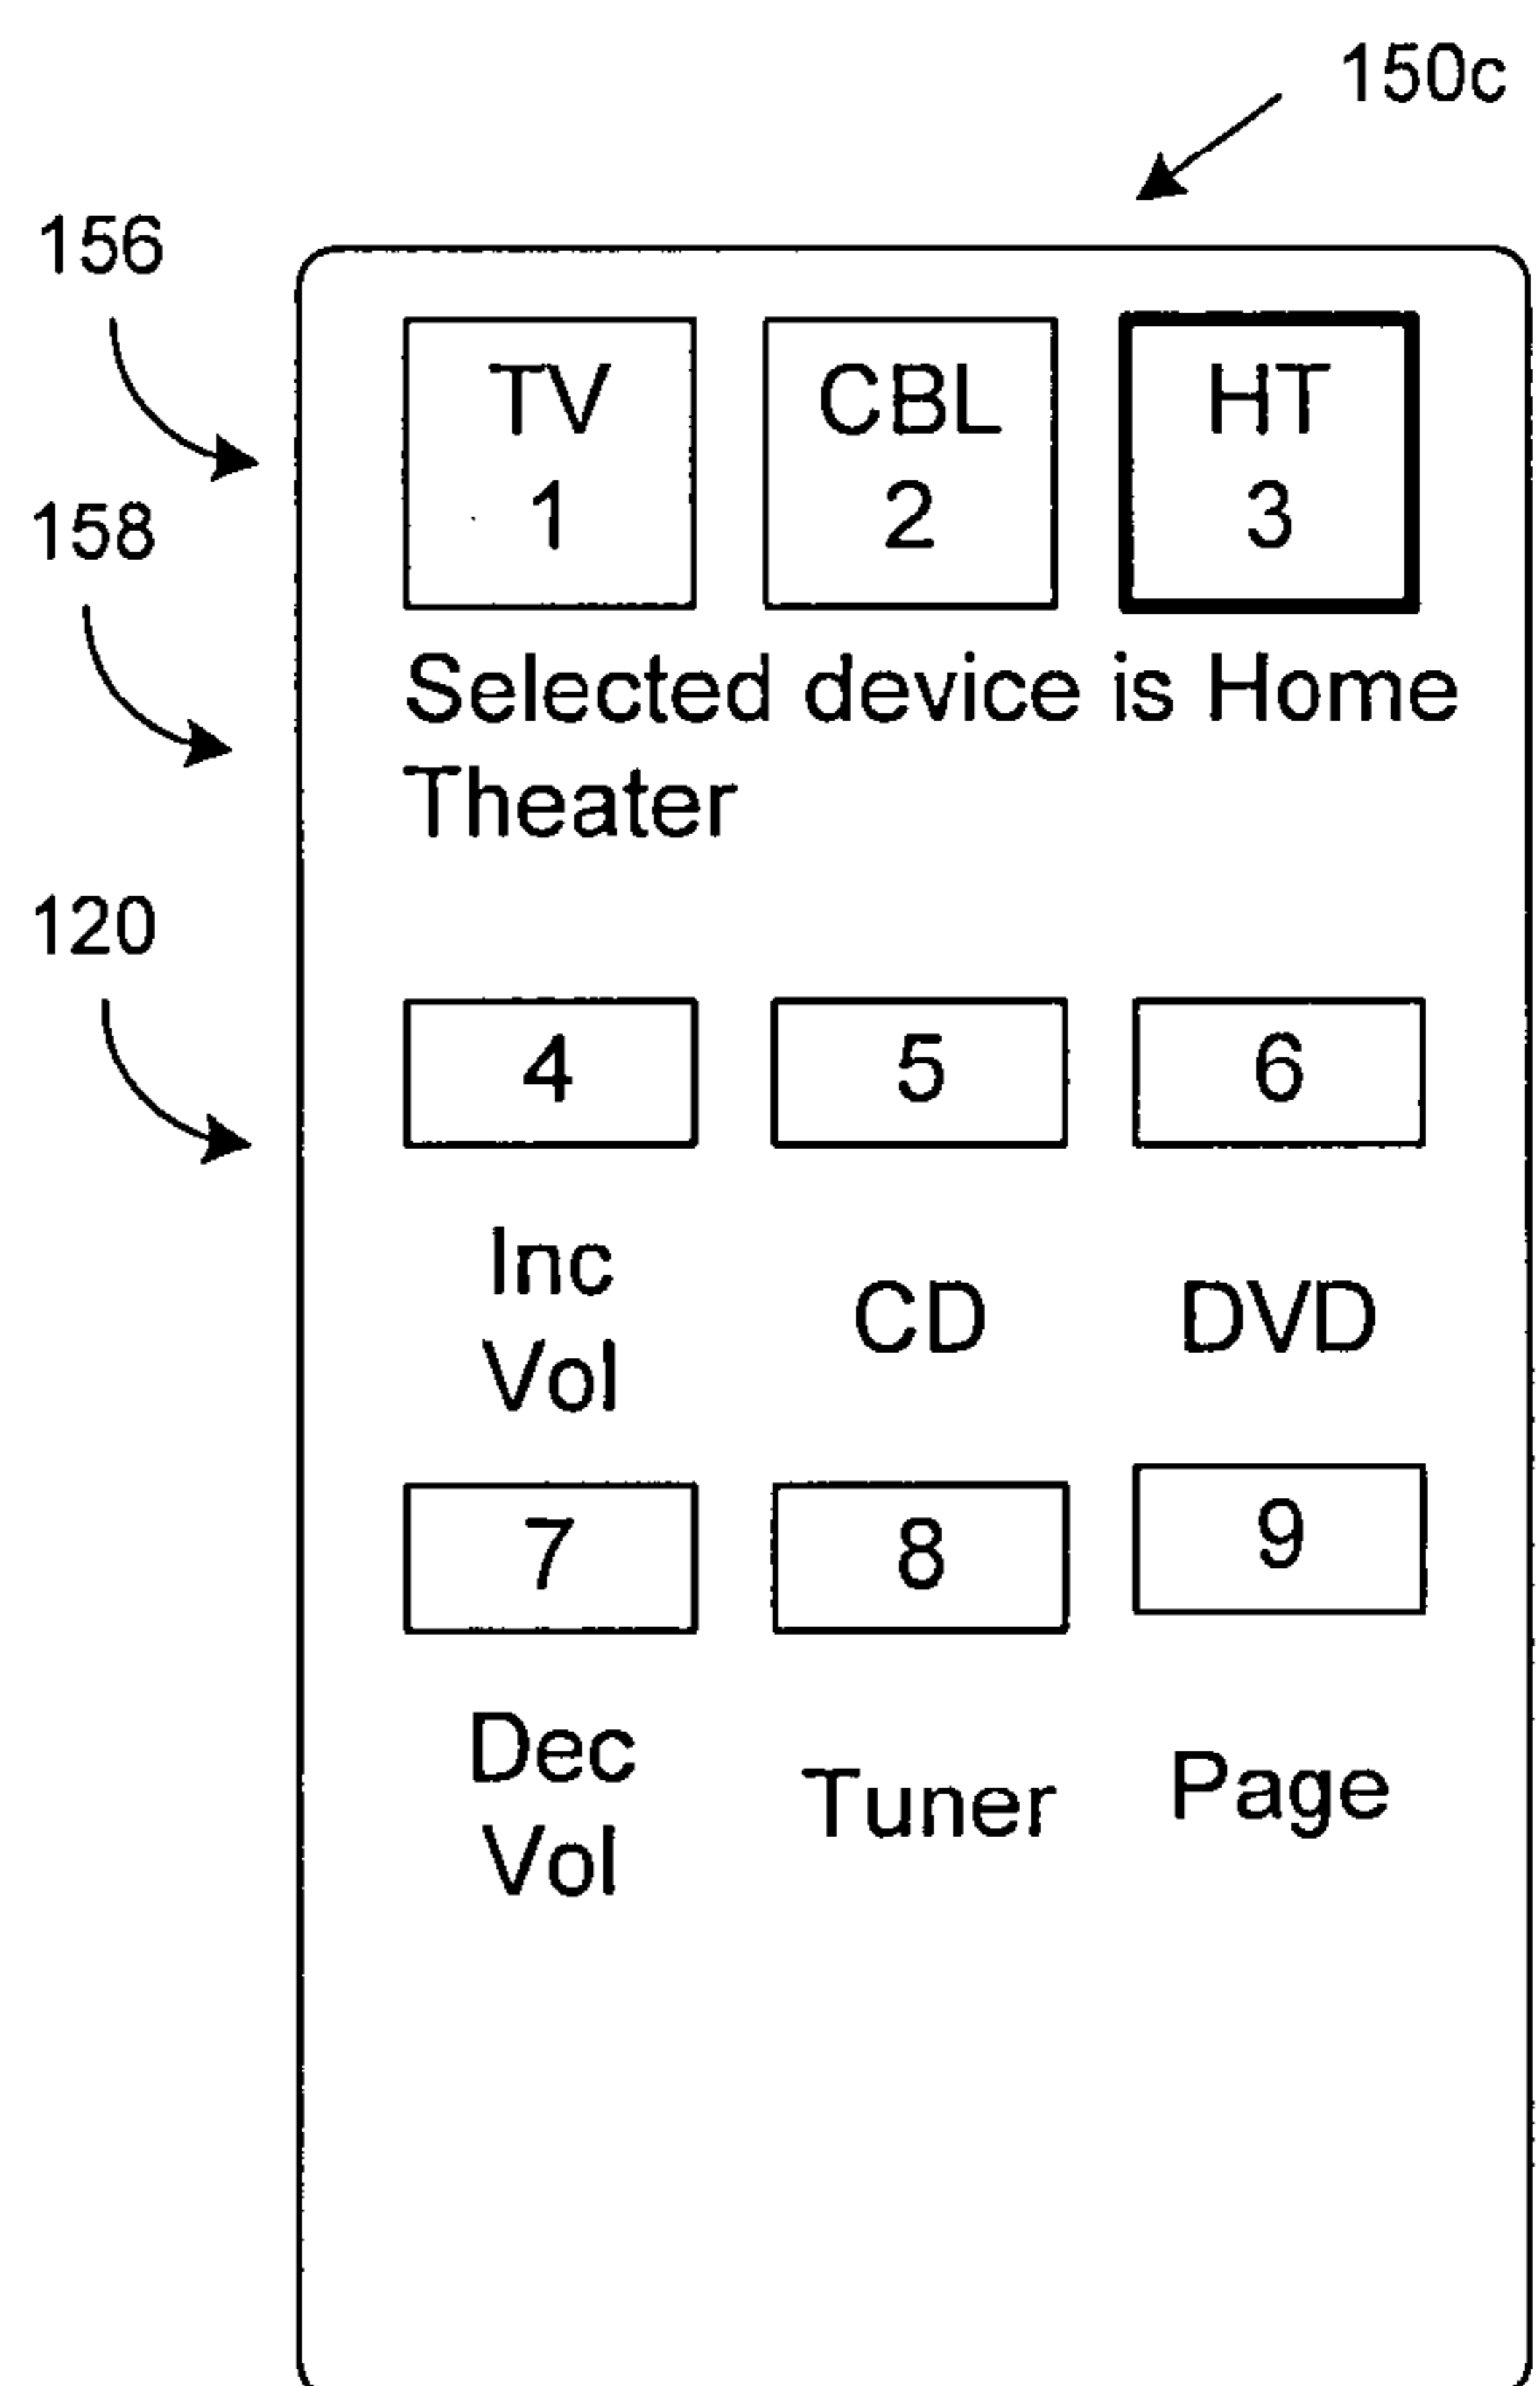 150c
156
TV CBL HT
1 2 3
158
Selected device is Home
Theater
120
4 5 6
Inc
Vol
CD DVD
7 8 9
Dec
Vol
Tuner Page